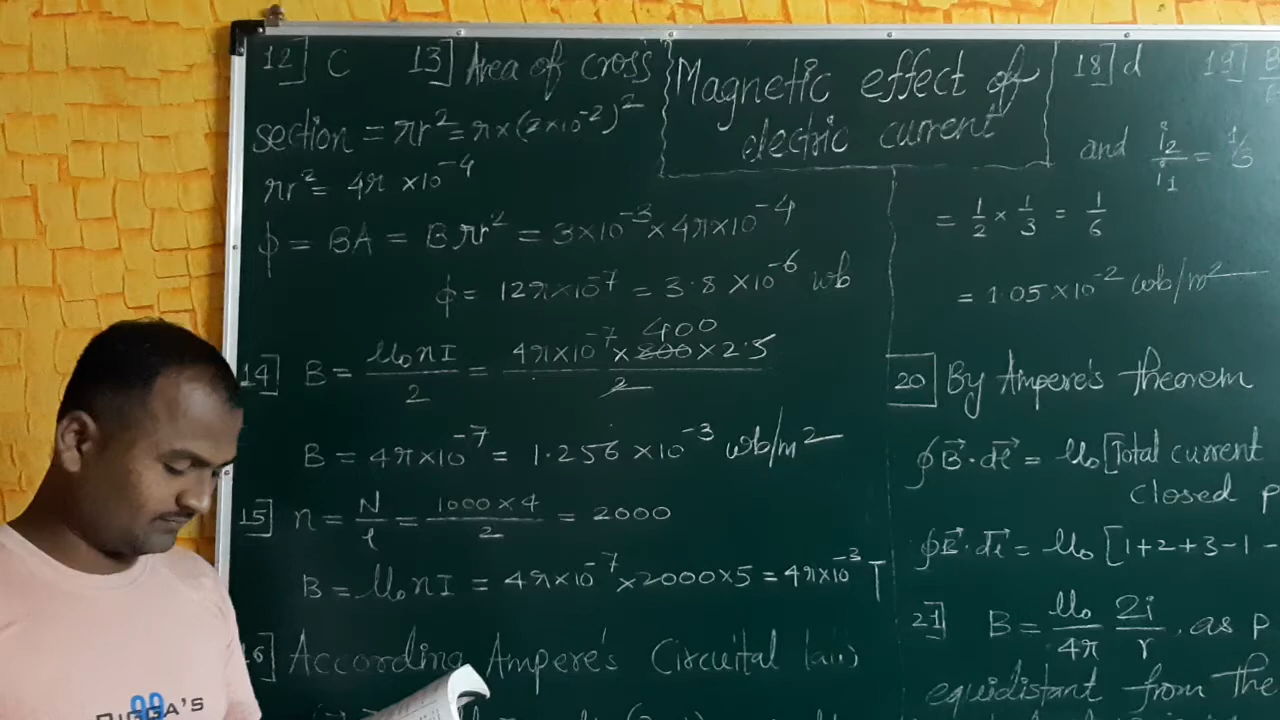 12] C 13] Area of cross
section = πr² = π×(2×10⁻²)²
πr² = 4π ×10⁻⁴
ϕ = BA = Bπr² = 3×10⁻³×4π×10⁻⁴
ϕ = 12π×10⁻⁷ = 3.8×10⁻⁶ wb
400
14] B = μ₀nI/2 = 4π×10⁻⁷×800×2.5/2
B = 4π×10⁻⁷ = 1.256×10⁻³ wb/m²
15] n = N/l = 1000×4/2 = 2000
B = μ₀nI = 4π×10⁻⁷×2000×5 = 4π×10⁻³ T
6] According Ampere's Circuital law
Magnetic effect of
electric current
18] d 19] B
and i₂/i₁ = 1/3
= 1/2 × 1/3 = 1/6
= 1.05×10⁻² wb/m²
20 By Ampere's theorem
∮B⃗·dl⃗ = μ₀[Total current
closed p
∮B⃗·dl⃗ = μ₀[1+2+3-1-
21] B = μ₀/4π 2i/r, as p
equidistant from the
99
DIGGA'S